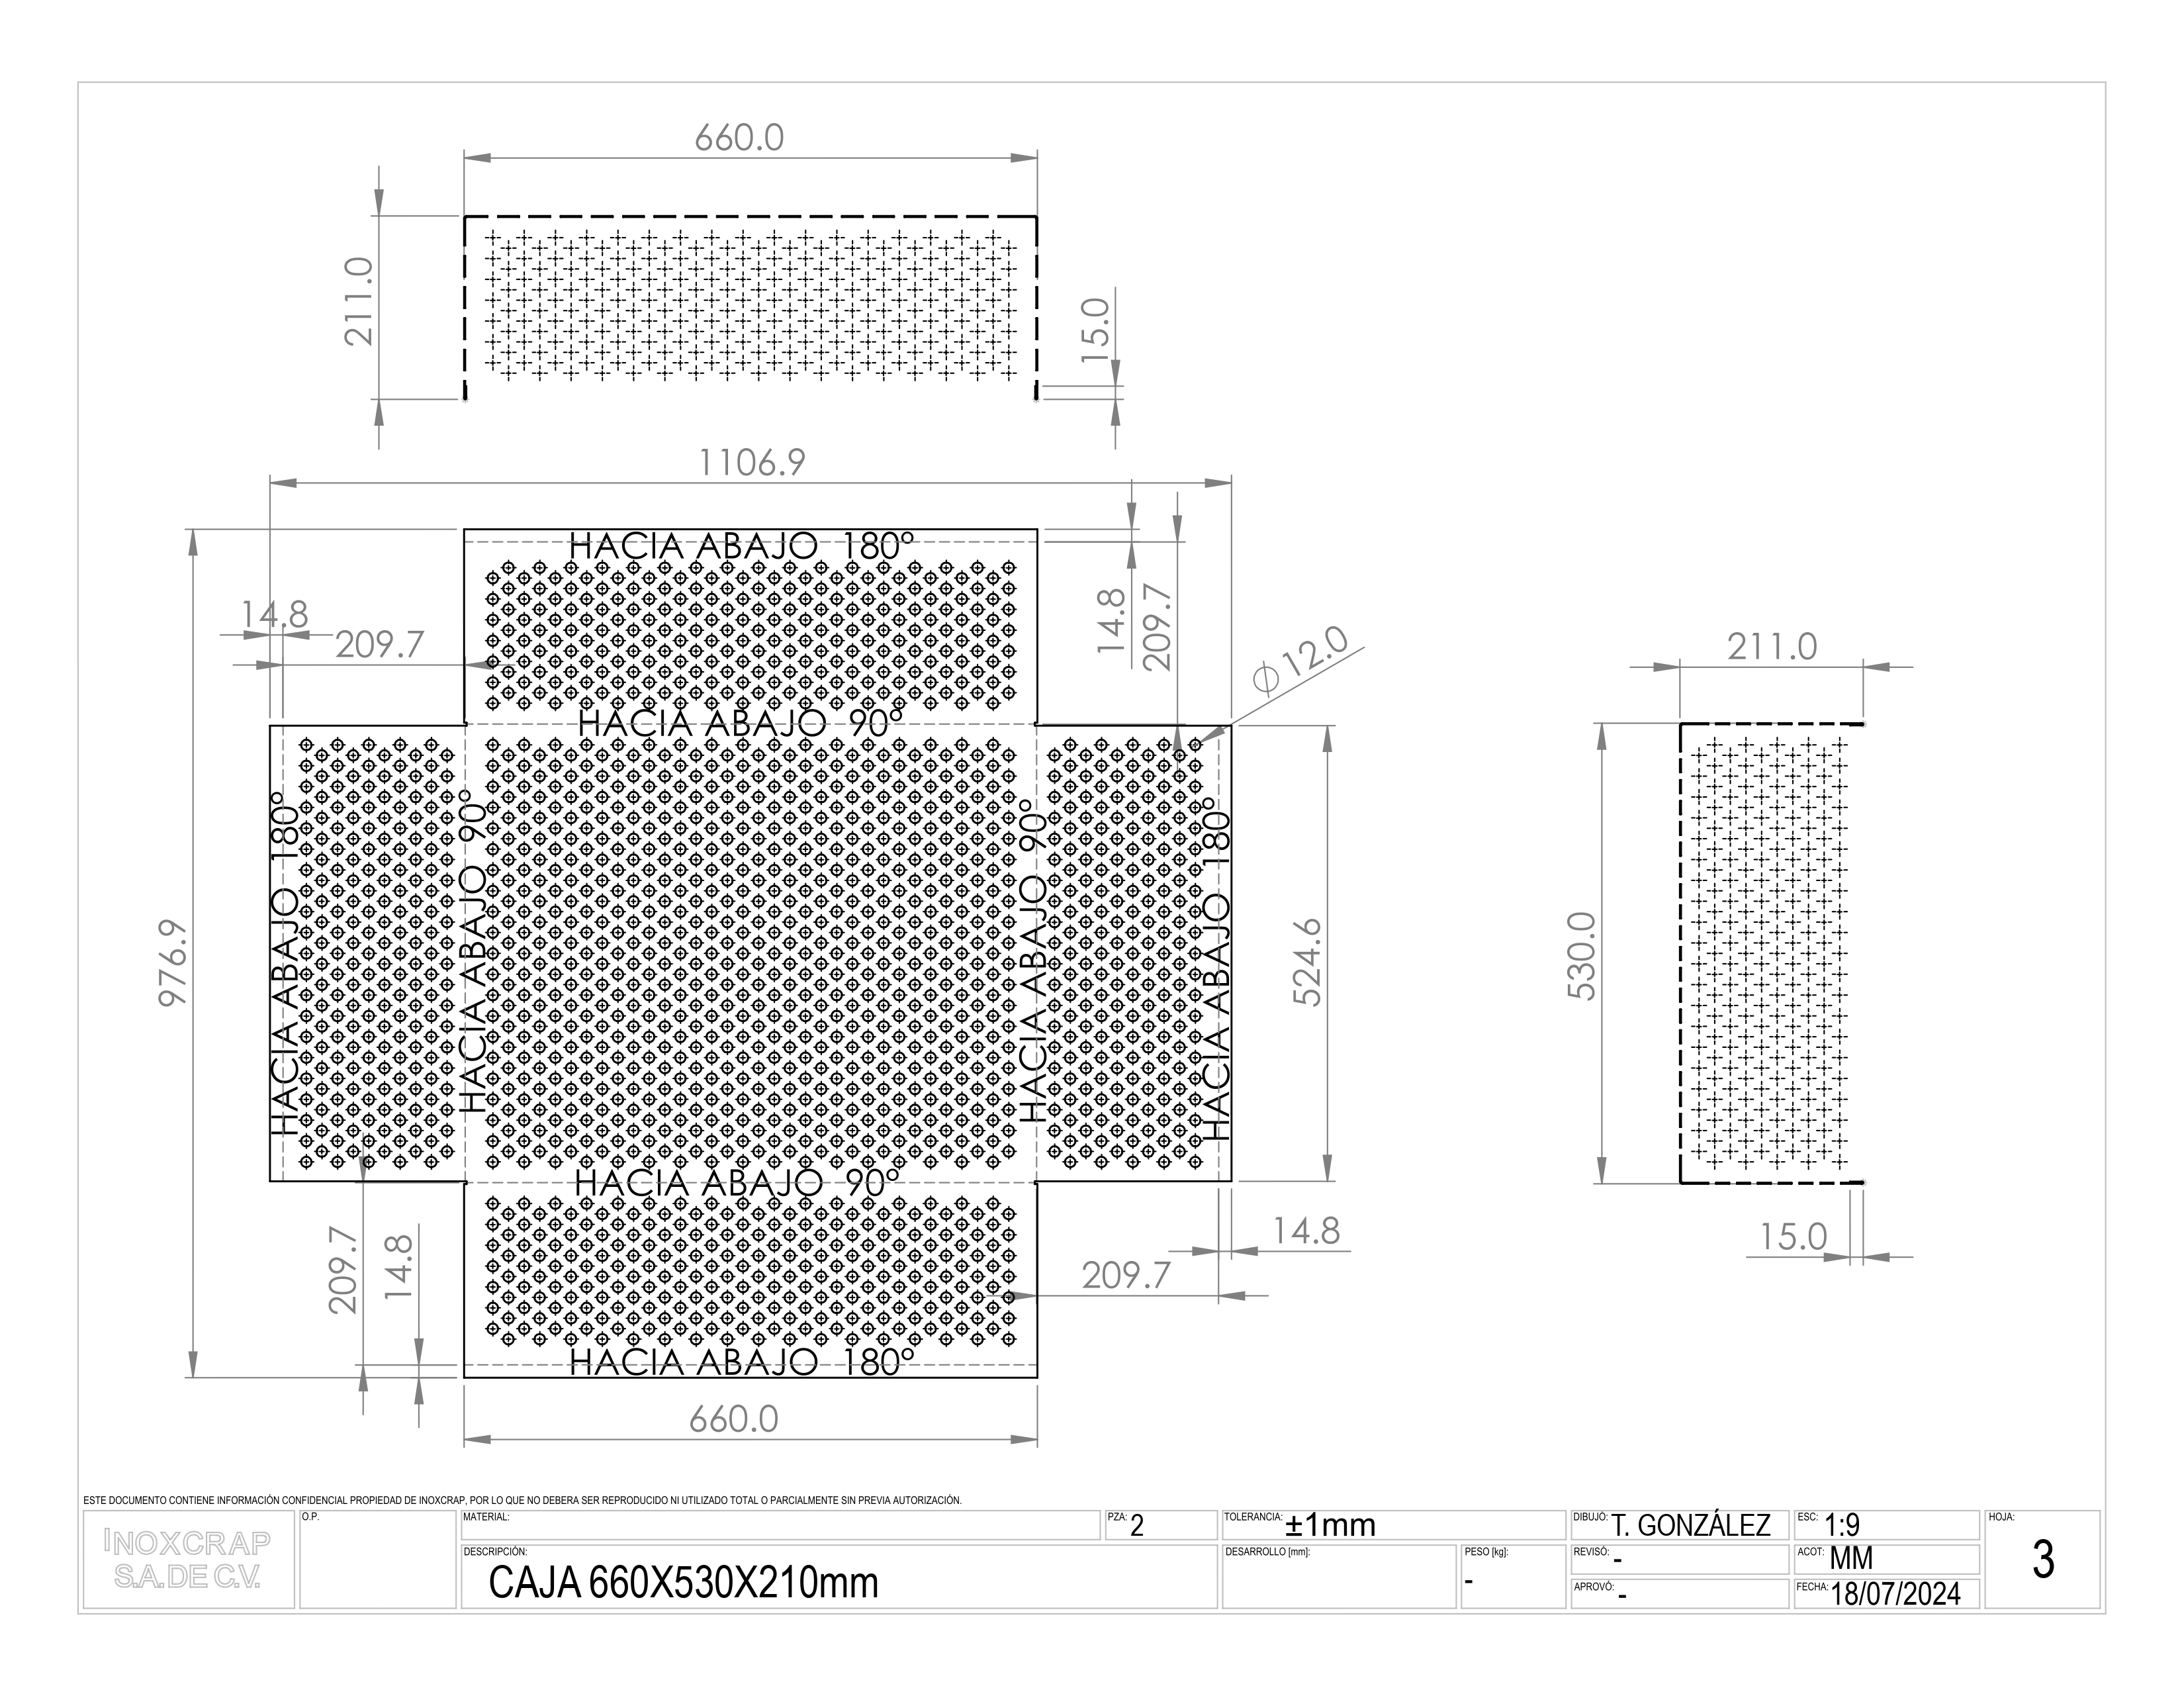 660.0
211.0
15.0
1106.9
HACIA ABAJO 180°
14.8
209.7
14.8
209.7
Ø 12.0
HACIA ABAJO 90°
211.0
976.9
HACIA ABAJO 180°
HACIA ABAJO 90°
HACIA ABAJO 90°
HACIA ABAJO 180°
524.6
530.0
HACIA ABAJO 90°
209.7
14.8
14.8
209.7
15.0
HACIA ABAJO 180°
660.0
ESTE DOCUMENTO CONTIENE INFORMACIÓN CONFIDENCIAL PROPIEDAD DE INOXCRAP, POR LO QUE NO DEBERA SER REPRODUCIDO NI UTILIZADO TOTAL O PARCIALMENTE SIN PREVIA AUTORIZACIÓN.
INOXCRAP
S.A.DE C.V.
O.P.
MATERIAL:
PZA: 2
TOLERANCIA: ±1mm
DIBUJÓ: T. GONZÁLEZ
ESC: 1:9
HOJA:
3
DESCRIPCIÓN:
CAJA 660X530X210mm
DESARROLLO [mm]:
PESO [kg]:
-
REVISÓ: -
ACOT: MM
APROVÓ: -
FECHA: 18/07/2024